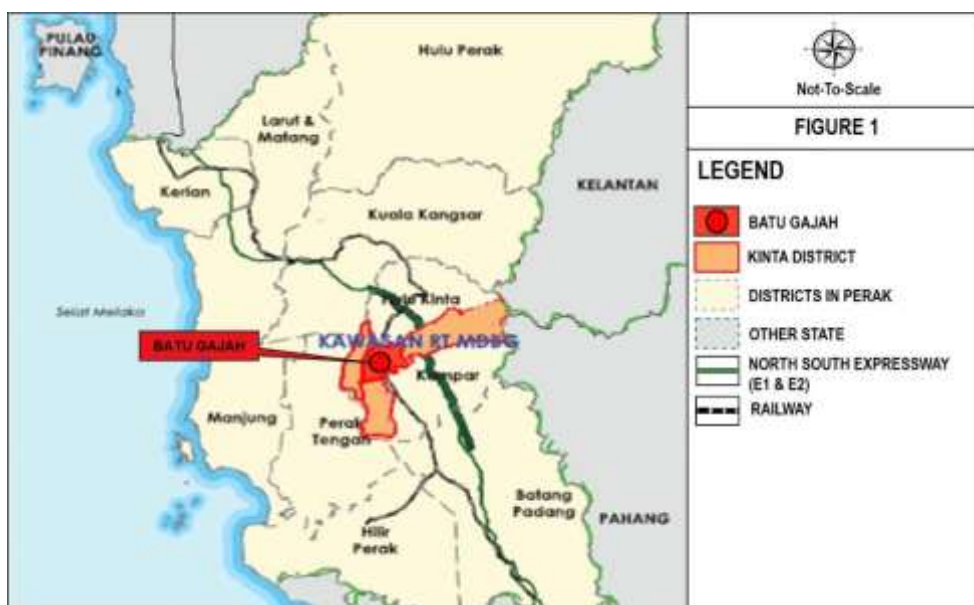 PULAU
PINANG
Hulu Perak
Larut &
Matang
Kerian
KELANTAN
Kuala Kangsar
Selat Melaka
Kinta
KAWASAN RT MDBG
BATU GAJAH
Kampar
Manjung
Perak
Tengah
Batang
Padang
PAHANG
Hilir
Perak
Not-To-Scale
FIGURE 1
LEGEND
BATU GAJAH
KINTA DISTRICT
DISTRICTS IN PERAK
OTHER STATE
NORTH SOUTH EXPRESSWAY
(E1 & E2)
RAILWAY